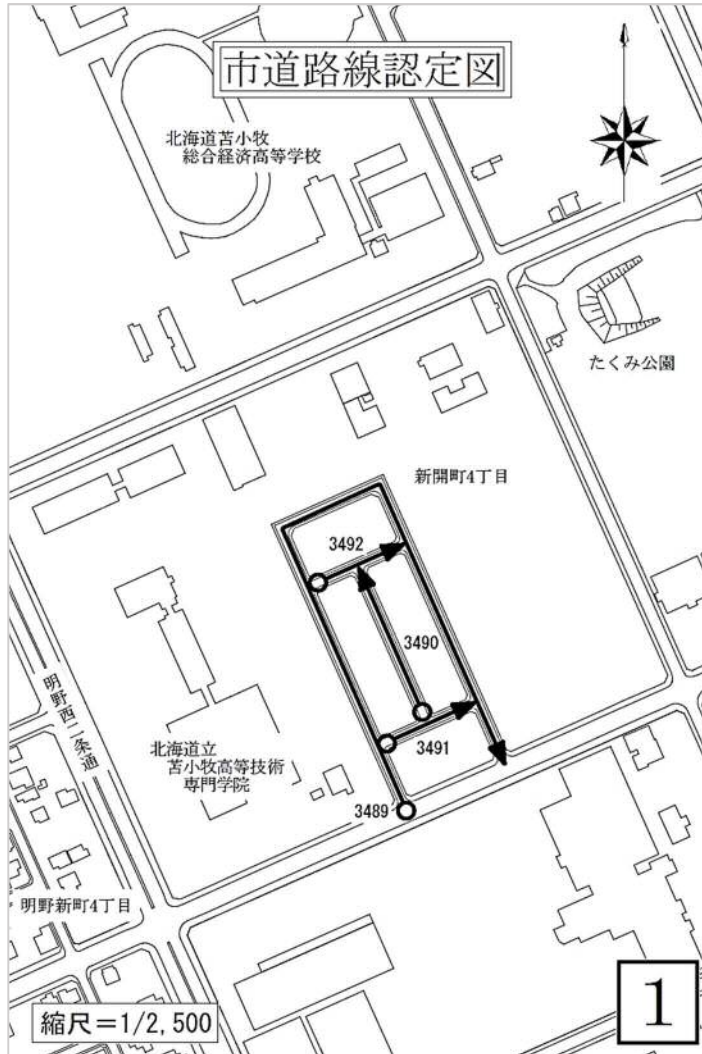 市道路線認定図
北海道苫小牧
総合経済高等学校
たくみ公園
新開町4丁目
3492
3490
3491
3489
明野西二条通
北海道立
苫小牧高等技術
専門学院
明野新町4丁目
縮尺=1/2,500
1